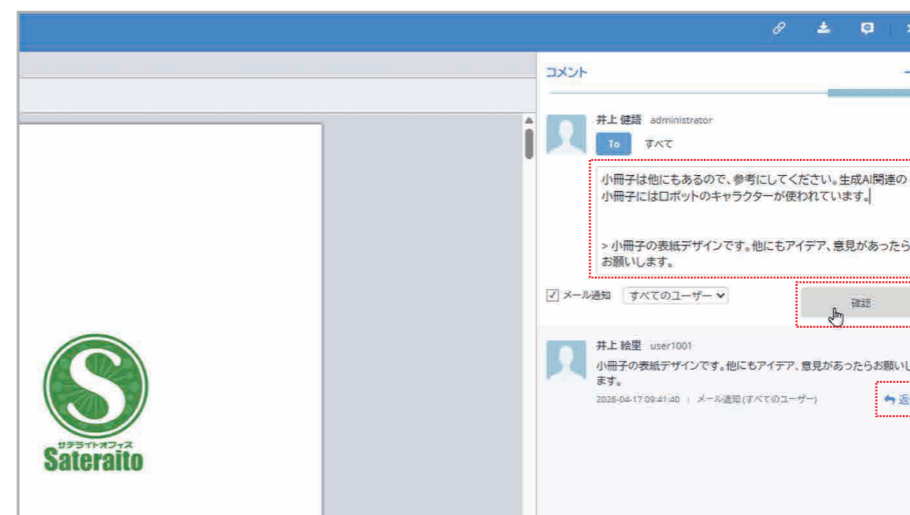 コメント
井上 健語 administrator
To すべて
小冊子は他にもあるので、参考にしてください。生成AI関連の
小冊子にはロボットのキャラクターが使われています。
> 小冊子の表紙デザインです。他にもアイデア、意見があったら
お願いします。
メール通知 すべてのユーザー
確認
井上 絵里 user1001
小冊子の表紙デザインです。他にもアイデア、意見があったらお願いし
ます。
2026-04-17 09:41:40 | メール通知(すべてのユーザー)
サテライトオフィス
Sateraito